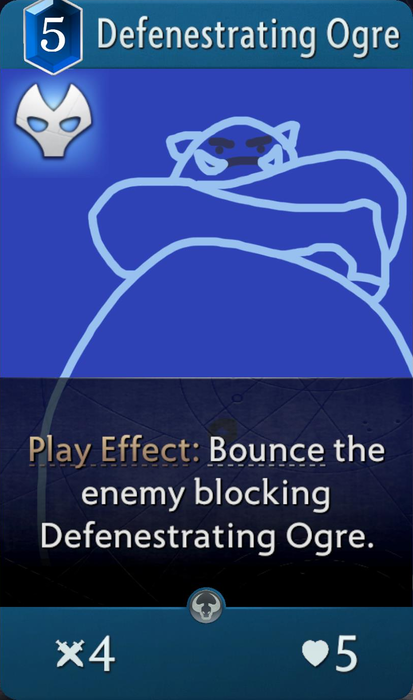 5
Defenestrating Ogre
Play Effect: Bounce the
enemy blocking
Defenestrating Ogre.
4
5